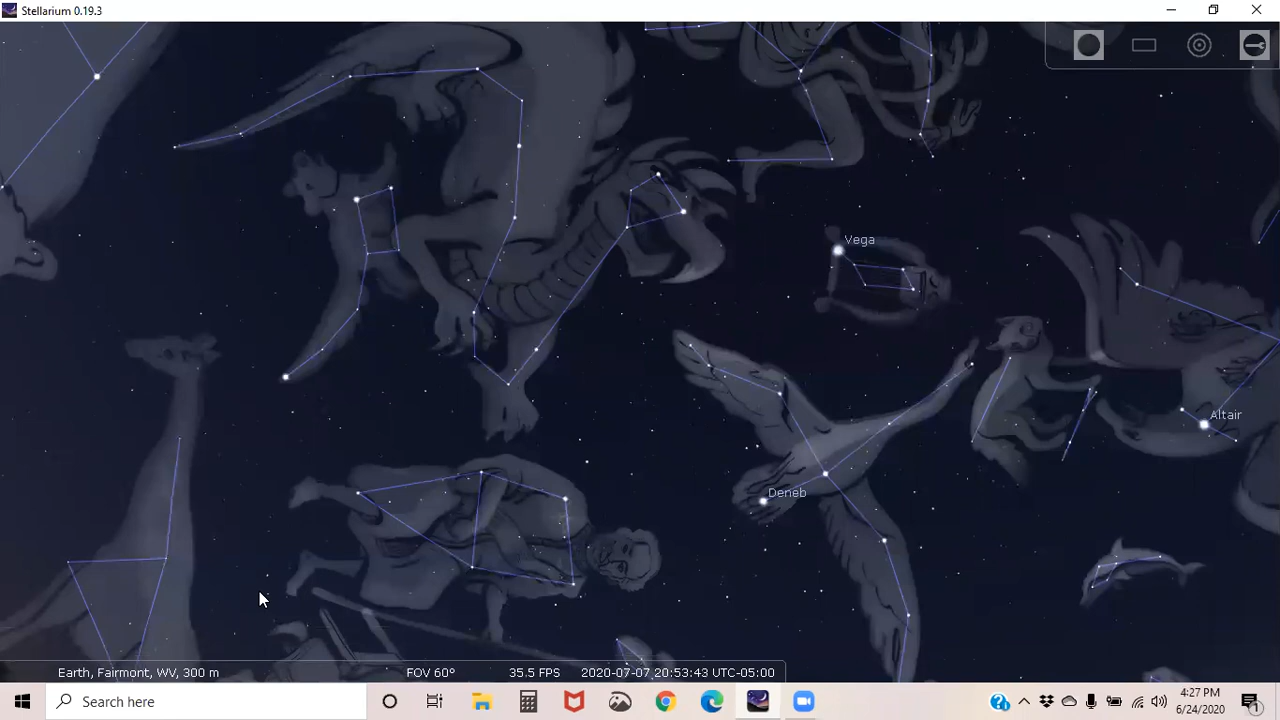 Stellarium 0.19.3
Vega
Altair
Deneb
Earth, Fairmont, WV, 300 m FOV 60° 35.5 FPS 2020-07-07 20:53:43 UTC-05:00
Search here
4:27 PM
6/24/2020
1